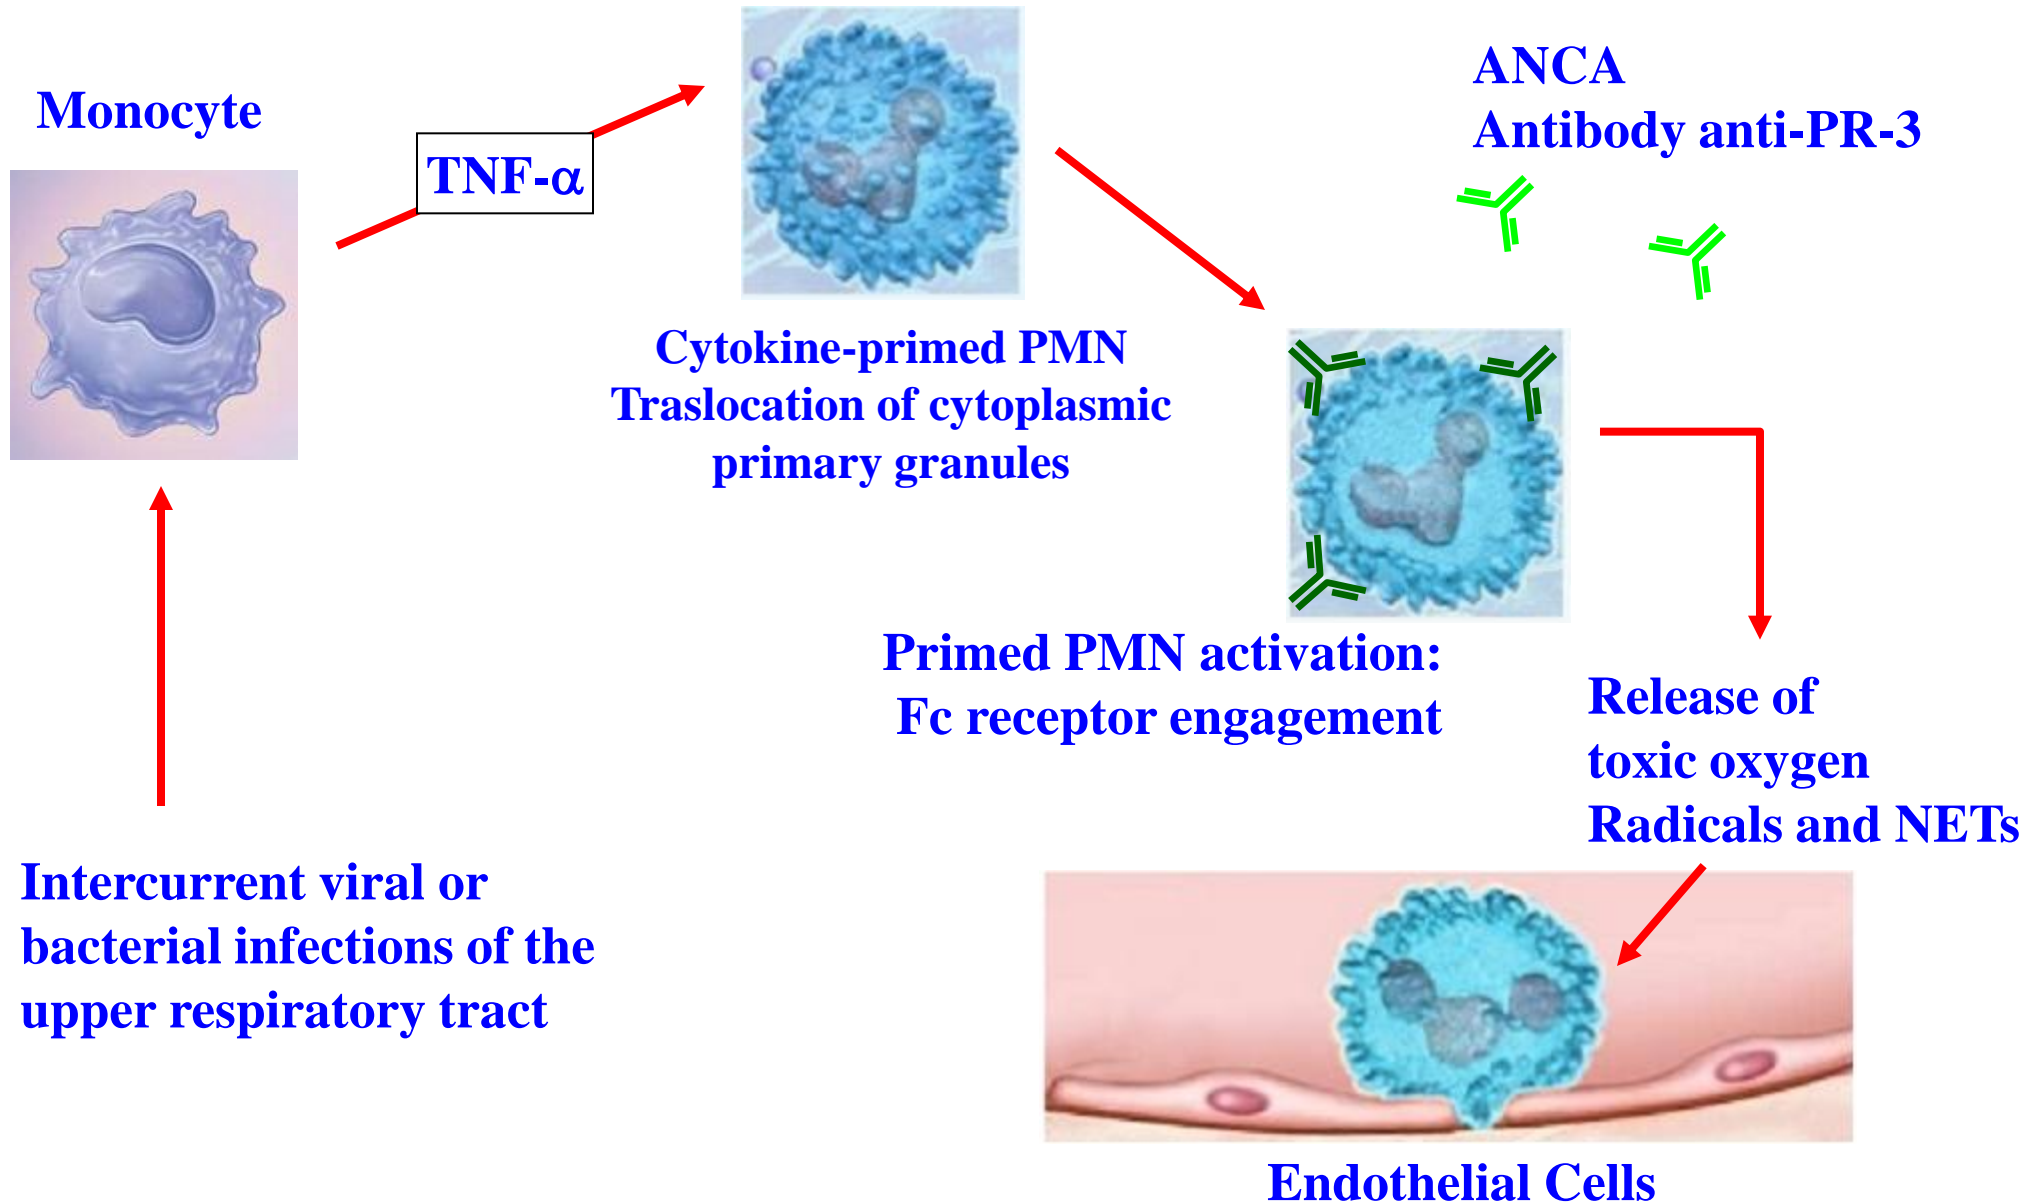 Monocyte
TNF-α
ANCA
Antibody anti-PR-3
Cytokine-primed PMN
Traslocation of cytoplasmic
primary granules
Primed PMN activation:
Fc receptor engagement
Release of
toxic oxygen
Radicals and NETs
Intercurrent viral or
bacterial infections of the
upper respiratory tract
Endothelial Cells